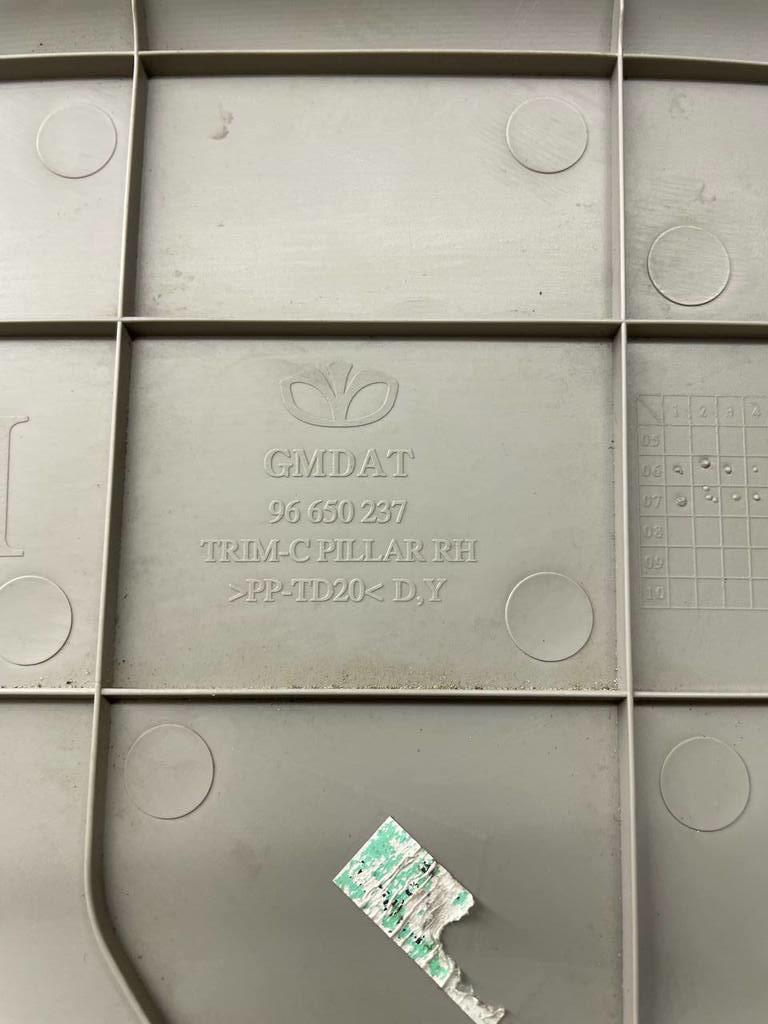 GMDAT
96 650 237
TRIM-C PILLAR RH
>PP-TD20< D,Y
1 2 3 4
05
06
07
08
09
10